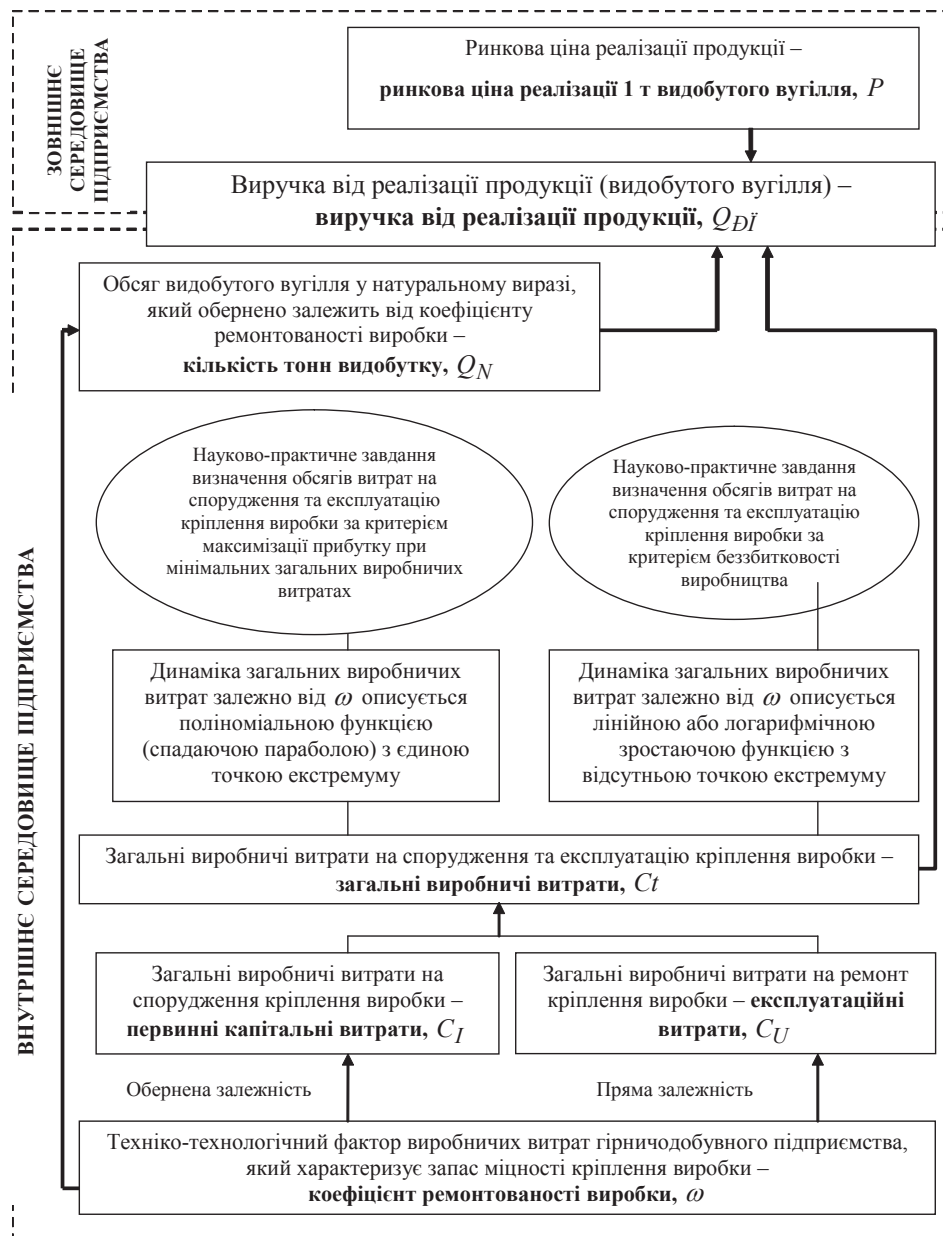 ЗОВНІШНЄ
СЕРЕДОВИЩЕ
ПІДПРИЄМСТВА
Ринкова ціна реалізації продукції –
ринкова ціна реалізації 1 т видобутого вугілля, P
Виручка від реалізації продукції (видобутого вугілля) –
виручка від реалізації продукції, Q_ÐÏ
Обсяг видобутого вугілля у натуральному виразі,
який обернено залежить від коефіцієнту
ремонтованості виробки –
кількість тонн видобутку, Q_N
ВНУТРІШНЄ СЕРЕДОВИЩЕ ПІДПРИЄМСТВА
Науково-практичне завдання
визначення обсягів витрат на
спорудження та експлуатацію
кріплення виробки за критерієм
максимізації прибутку при
мінімальних загальних виробничих
витратах
Науково-практичне завдання
визначення обсягів витрат на
спорудження та експлуатацію
кріплення виробки за
критерієм беззбитковості
виробництва
Динаміка загальних виробничих
витрат залежно від ω описується
поліноміальною функцією
(спадаючою параболою) з єдиною
точкою екстремуму
Динаміка загальних виробничих
витрат залежно від ω описується
лінійною або логарифмічною
зростаючою функцією з
відсутньою точкою екстремуму
Загальні виробничі витрати на спорудження та експлуатацію кріплення виробки –
загальні виробничі витрати, Ct
Загальні виробничі витрати на
спорудження кріплення виробки –
первинні капітальні витрати, C_I
Загальні виробничі витрати на ремонт
кріплення виробки – експлуатаційні
витрати, C_U
Обернена залежність
Пряма залежність
Техніко-технологічний фактор виробничих витрат гірничодобувного підприємства,
який характеризує запас міцності кріплення виробки –
коефіцієнт ремонтованості виробки, ω